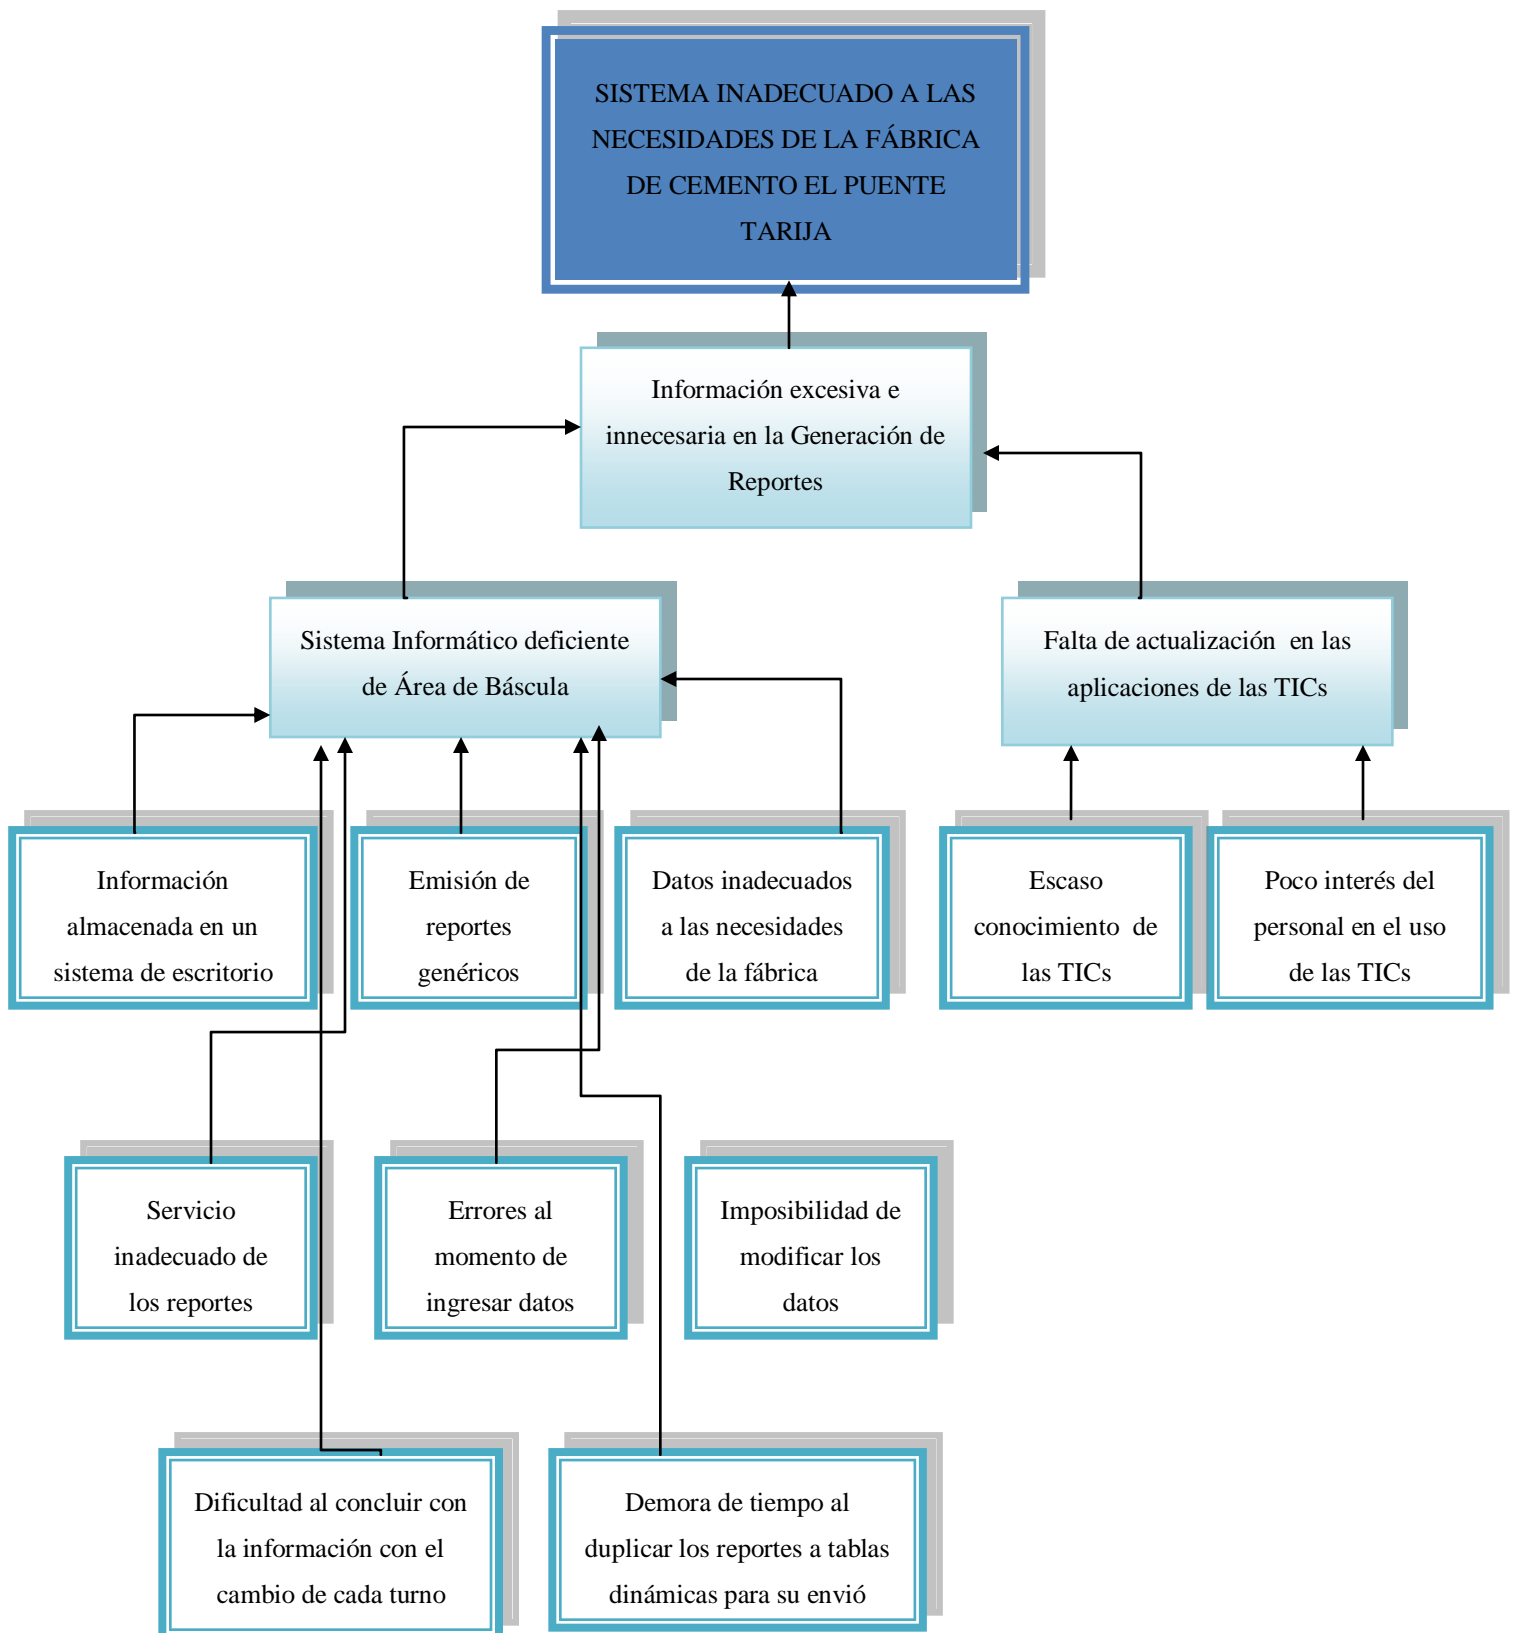 SISTEMA INADECUADO A LAS
NECESIDADES DE LA FÁBRICA
DE CEMENTO EL PUENTE
TARIJA
Información excesiva e
innecesaria en la Generación de
Reportes
Sistema Informático deficiente
de Área de Báscula
Falta de actualización  en las
aplicaciones de las TICs
Información
almacenada en un
sistema de escritorio
Emisión de
reportes
genéricos
Datos inadecuados
a las necesidades
de la fábrica
Escaso
conocimiento  de
las TICs
Poco interés del
personal en el uso
de las TICs
Servicio
inadecuado de
los reportes
Errores al
momento de
ingresar datos
Imposibilidad de
modificar los
datos
Dificultad al concluir con
la información con el
cambio de cada turno
Demora de tiempo al
duplicar los reportes a tablas
dinámicas para su envió